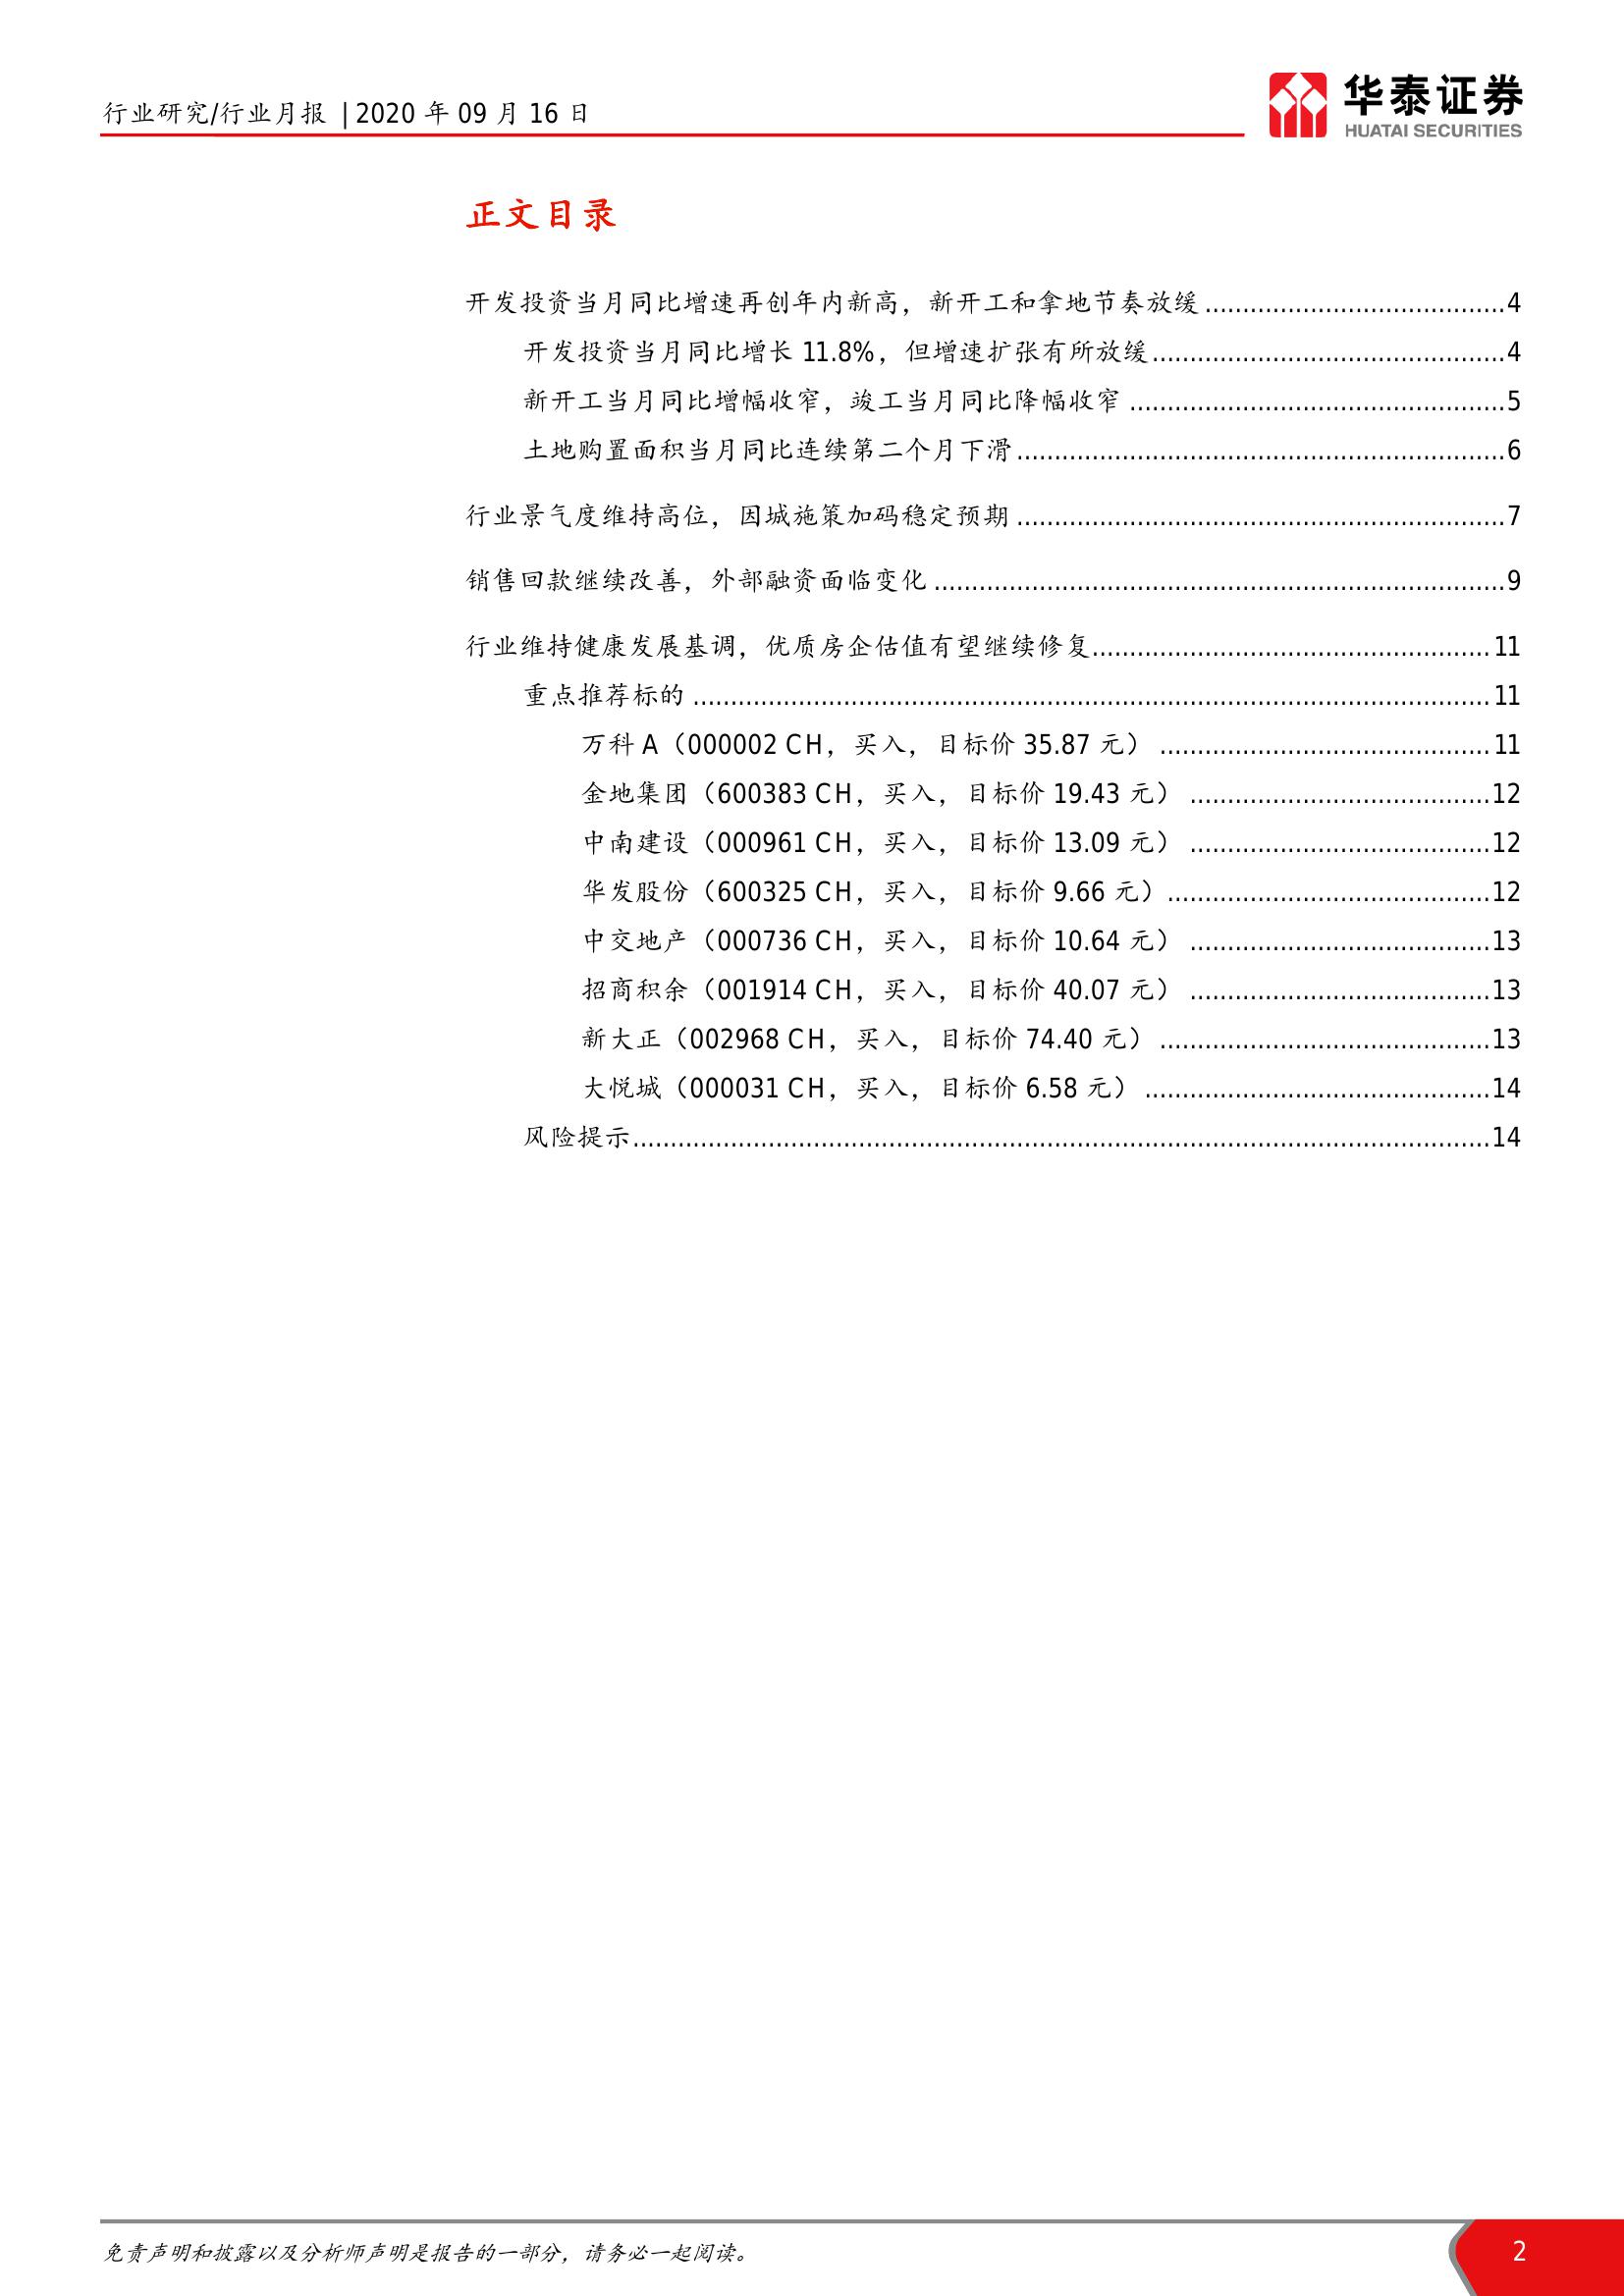 行业研究/行业月报 | 2020 年 09 月 16 日
华泰证券
HUATAI SECURITIES
正文目录
开发投资当月同比增速再创年内新高，新开工和拿地节奏放缓........................................4
开发投资当月同比增长 11.8%，但增速扩张有所放缓...............................................4
新开工当月同比增幅收窄，竣工当月同比降幅收窄 ..................................................5
土地购置面积当月同比连续第二个月下滑.................................................................6
行业景气度维持高位，因城施策加码稳定预期 .................................................................7
销售回款继续改善，外部融资面临变化 ............................................................................9
行业维持健康发展基调，优质房企估值有望继续修复.....................................................11
重点推荐标的 ..........................................................................................................11
万科 A（000002 CH，买入，目标价 35.87 元） ............................................11
金地集团（600383 CH，买入，目标价 19.43 元） ........................................12
中南建设（000961 CH，买入，目标价 13.09 元） ........................................12
华发股份（600325 CH，买入，目标价 9.66 元）...........................................12
中交地产（000736 CH，买入，目标价 10.64 元） ........................................13
招商积余（001914 CH，买入，目标价 40.07 元） ........................................13
新大正（002968 CH，买入，目标价 74.40 元） ............................................13
大悦城（000031 CH，买入，目标价 6.58 元） ..............................................14
风险提示..................................................................................................................14
免责声明和披露以及分析师声明是报告的一部分，请务必一起阅读。
2